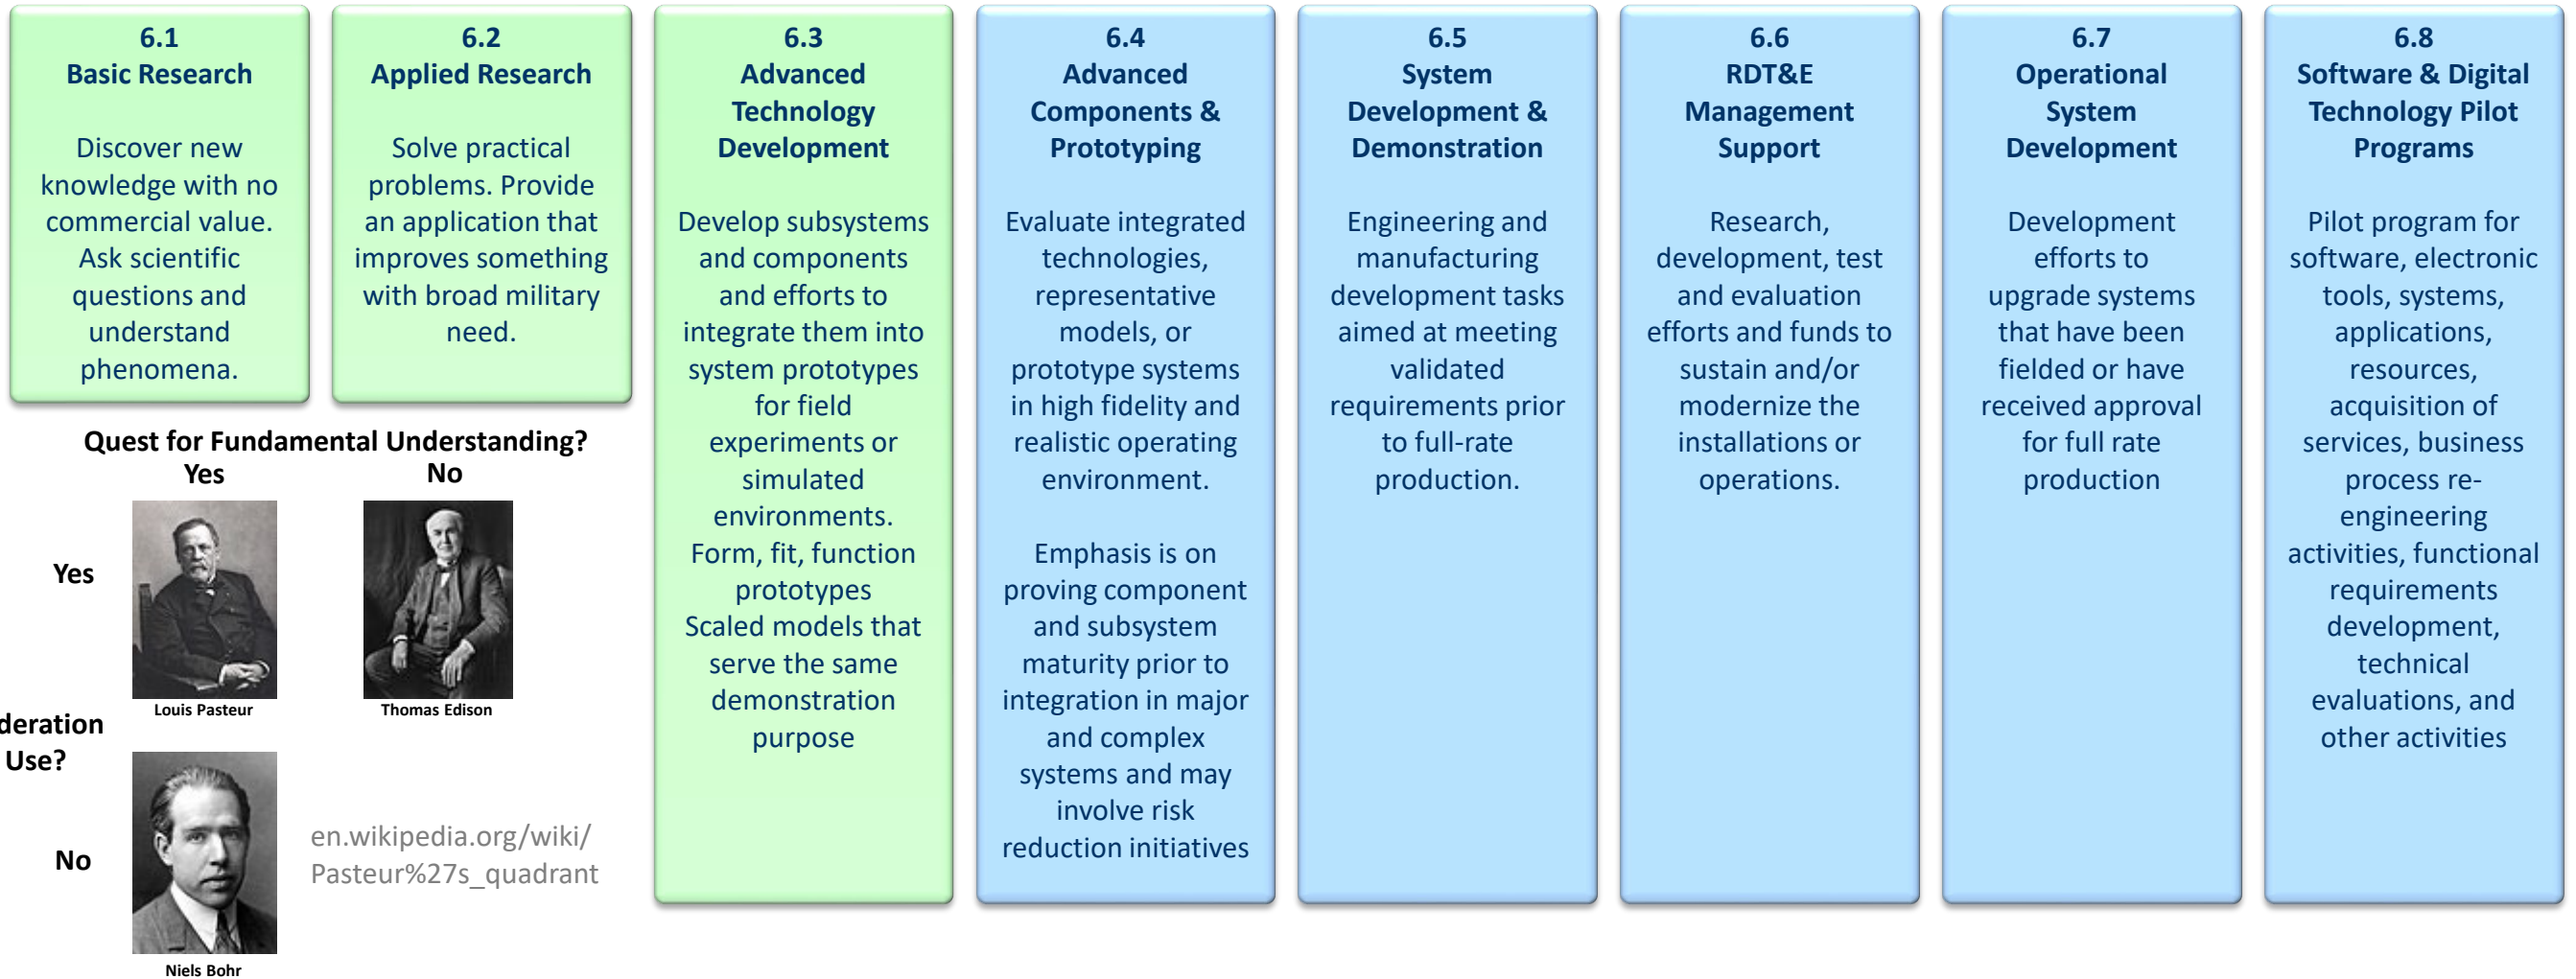 6.1
Basic Research
Discover new
knowledge with no
commercial value.
Ask scientific
questions and
understand
phenomena.
6.2
Applied Research
Solve practical
problems. Provide
an application that
improves something
with broad military
need.
6.3
Advanced
Technology
Development
Develop subsystems
and components
and efforts to
integrate them into
system prototypes
for field
experiments or
simulated
environments.
Form, fit, function
prototypes
Scaled models that
serve the same
demonstration
purpose
6.4
Advanced
Components &
Prototyping
Evaluate integrated
technologies,
representative
models, or
prototype systems
in high fidelity and
realistic operating
environment.
Emphasis is on
proving component
and subsystem
maturity prior to
integration in major
and complex
systems and may
involve risk
reduction initiatives
6.5
System
Development &
Demonstration
Engineering and
manufacturing
development tasks
aimed at meeting
validated
requirements prior
to full-rate
production.
6.6
RDT&E
Management
Support
Research,
development, test
and evaluation
efforts and funds to
sustain and/or
modernize the
installations or
operations.
6.7
Operational
System
Development
Development
efforts to
upgrade systems
that have been
fielded or have
received approval
for full rate
production
6.8
Software & Digital
Technology Pilot
Programs
Pilot program for
software, electronic
tools, systems,
applications,
resources,
acquisition of
services, business
process re-
engineering
activities, functional
requirements
development,
technical
evaluations, and
other activities
Quest for Fundamental Understanding?
Yes No
Yes
Louis Pasteur
Thomas Edison
deration
Use?
No
Niels Bohr
en.wikipedia.org/wiki/
Pasteur%27s_quadrant